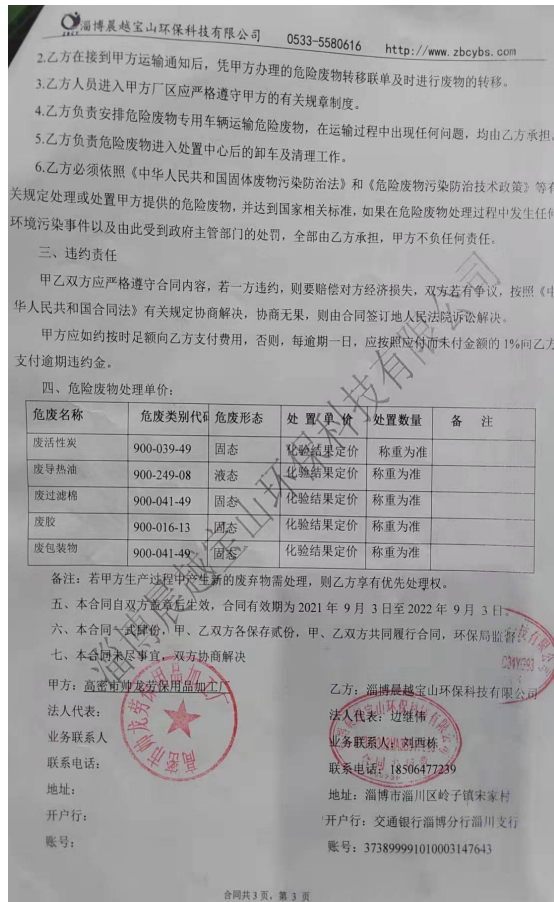 淄博晨越宝山环保科技有限公司 0533-5580616 http://www.zbcybs.com
2.乙方在接到甲方运输通知后，凭甲方办理的危险废物转移联单及时进行废物的转移。
3.乙方人员进入甲方厂区应严格遵守甲方的有关规章制度。
4.乙方负责安排危险废物专用车辆运输危险废物，在运输过程中出现任何问题，均由乙方承担.
5.乙方负责危险废物进入处置中心后的卸车及清理工作。
6.乙方必须依照《中华人民共和国固体废物污染防治法》和《危险废物污染防治技术政策》等有
关规定处理或处置甲方提供的危险废物，并达到国家相关标准，如果在危险废物处理过程中发生任何
环境污染事件以及由此受到政府主管部门的处罚，全部由乙方承担，甲方不负任何责任。
三、违约责任
甲乙双方应严格遵守合同内容，若一方违约，则要赔偿对方经济损失，双方若有争议，按照《中
华人民共和国合同法》有关规定协商解决，协商无果，则由合同签订地人民法院诉讼解决。
甲方应如约按时足额向乙方支付费用，否则，每逾期一日，应按照应付而未付金额的 1%向乙方
支付逾期违约金。
四、危险废物处理单价：
危废名称 危废类别代码 危废形态 处置单价 处置数量 备 注
废活性炭 900-039-49 固态 化验结果定价 称重为准
废导热油 900-249-08 液态 化验结果定价 称重为准
废过滤棉 900-041-49 固态 化验结果定价 称重为准
废胶 900-016-13 固态 化验结果定价 称重为准
废包装物 900-041-49 固态 化验结果定价 称重为准
备注：若甲方生产过程中产生新的废弃物需处理，则乙方享有优先处理权。
五、本合同自双方盖章后生效，合同有效期为 2021 年 9 月 3 日至 2022 年 9 月 3 日。
六、本合同一式肆份，甲、乙双方各保存贰份，甲、乙双方共同履行合同，环保局监督。
七、本合同未尽事宜，双方协商解决
甲方：高密市帅龙劳保用品加工厂
法人代表：
业务联系人
联系电话：
地址：
开户行：
账号：
乙方：淄博晨越宝山环保科技有限公司
法人代表：边继伟
业务联系人：刘西栋
联系电话：18506477239
地址：淄博市淄川区岭子镇宋家村
开户行：交通银行淄博分行淄川支行
账号：373899991010003147643
合同共 3 页，第 3 页
淄博晨越宝山环保科技有限公司
高密市帅龙劳保用品加工厂